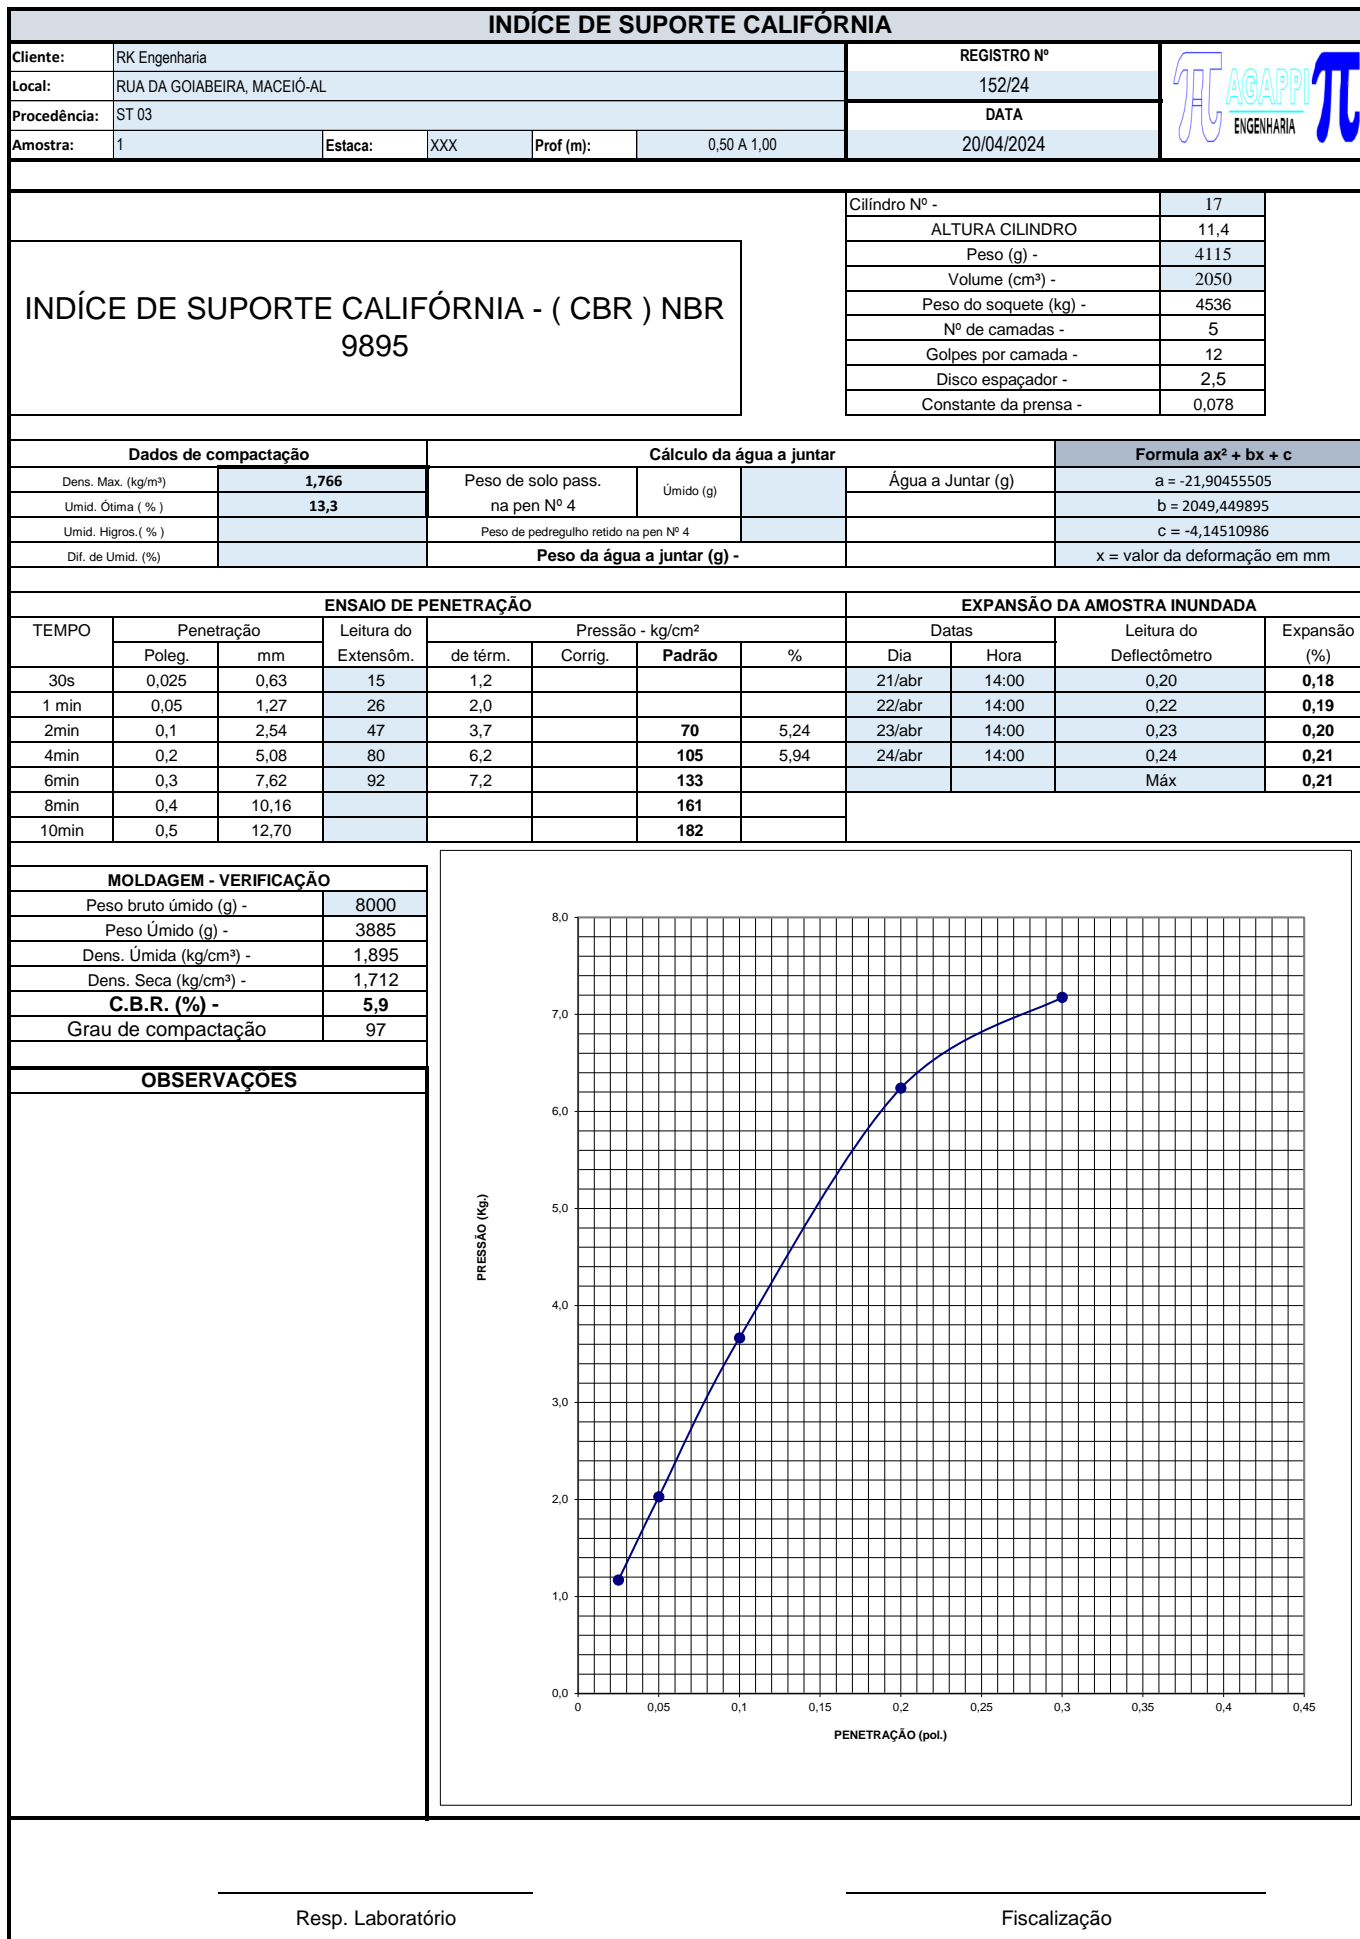 INDÍCE DE SUPORTE CALIFÓRNIA
Cliente: RK Engenharia REGISTRO Nº
Local: RUA DA GOIABEIRA, MACEIÓ-AL 152/24
Procedência: ST 03 DATA
Amostra: 1 Estaca: XXX Prof (m): 0,50 A 1,00 20/04/2024
AGAPPI
ENGENHARIA
Cilíndro Nº - 17
ALTURA CILINDRO 11,4
Peso (g) - 4115
Volume (cm³) - 2050
Peso do soquete (kg) - 4536
Nº de camadas - 5
Golpes por camada - 12
Disco espaçador - 2,5
Constante da prensa - 0,078
INDÍCE DE SUPORTE CALIFÓRNIA - ( CBR ) NBR
9895
Dados de compactação Cálculo da água a juntar Formula ax² + bx + c
Dens. Max. (kg/m³) 1,766 Peso de solo pass. Úmido (g) Água a Juntar (g) a = -21,90455505
Umid. Ótima ( % ) 13,3 na pen Nº 4 b = 2049,449895
Umid. Higros.( % ) Peso de pedregulho retido na pen Nº 4 c = -4,14510986
Dif. de Umid. (%) Peso da água a juntar (g) - x = valor da deformação em mm
ENSAIO DE PENETRAÇÃO EXPANSÃO DA AMOSTRA INUNDADA
TEMPO Penetração Leitura do Pressão - kg/cm² Datas Leitura do Expansão
Poleg. mm Extensôm. de térm. Corrig. Padrão % Dia Hora Deflectômetro (%)
30s 0,025 0,63 15 1,2 21/abr 14:00 0,20 0,18
1 min 0,05 1,27 26 2,0 22/abr 14:00 0,22 0,19
2min 0,1 2,54 47 3,7 70 5,24 23/abr 14:00 0,23 0,20
4min 0,2 5,08 80 6,2 105 5,94 24/abr 14:00 0,24 0,21
6min 0,3 7,62 92 7,2 133 Máx 0,21
8min 0,4 10,16 161
10min 0,5 12,70 182
MOLDAGEM - VERIFICAÇÃO
Peso bruto úmido (g) - 8000
Peso Úmido (g) - 3885
Dens. Úmida (kg/cm³) - 1,895
Dens. Seca (kg/cm³) - 1,712
C.B.R. (%) - 5,9
Grau de compactação 97
OBSERVAÇÕES
8,0
7,0
6,0
5,0
4,0
3,0
2,0
1,0
0,0
PRESSÃO (Kg.)
0 0,05 0,1 0,15 0,2 0,25 0,3 0,35 0,4 0,45
PENETRAÇÃO (pol.)
Resp. Laboratório Fiscalização